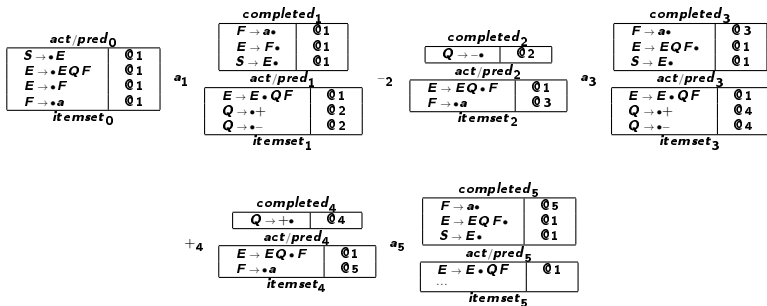 act/pred0
S → •E @1
E → •EQF @1
E → •F @1
F → •a @1
itemset0
a1
completed1
F → a• @1
E → F• @1
S → E• @1
act/pred1
E → E•QF @1
Q → •+ @2
Q → •− @2
itemset1
−2
completed2
Q → −• @2
act/pred2
E → EQ•F @1
F → •a @3
itemset2
a3
completed3
F → a• @3
E → EQF• @1
S → E• @1
act/pred3
E → E•QF @1
Q → •+ @4
Q → •− @4
itemset3
+4
completed4
Q → +• @4
act/pred4
E → EQ•F @1
F → •a @5
itemset4
a5
completed5
F → a• @5
E → EQF• @1
S → E• @1
act/pred5
E → E•QF @1
...
itemset5